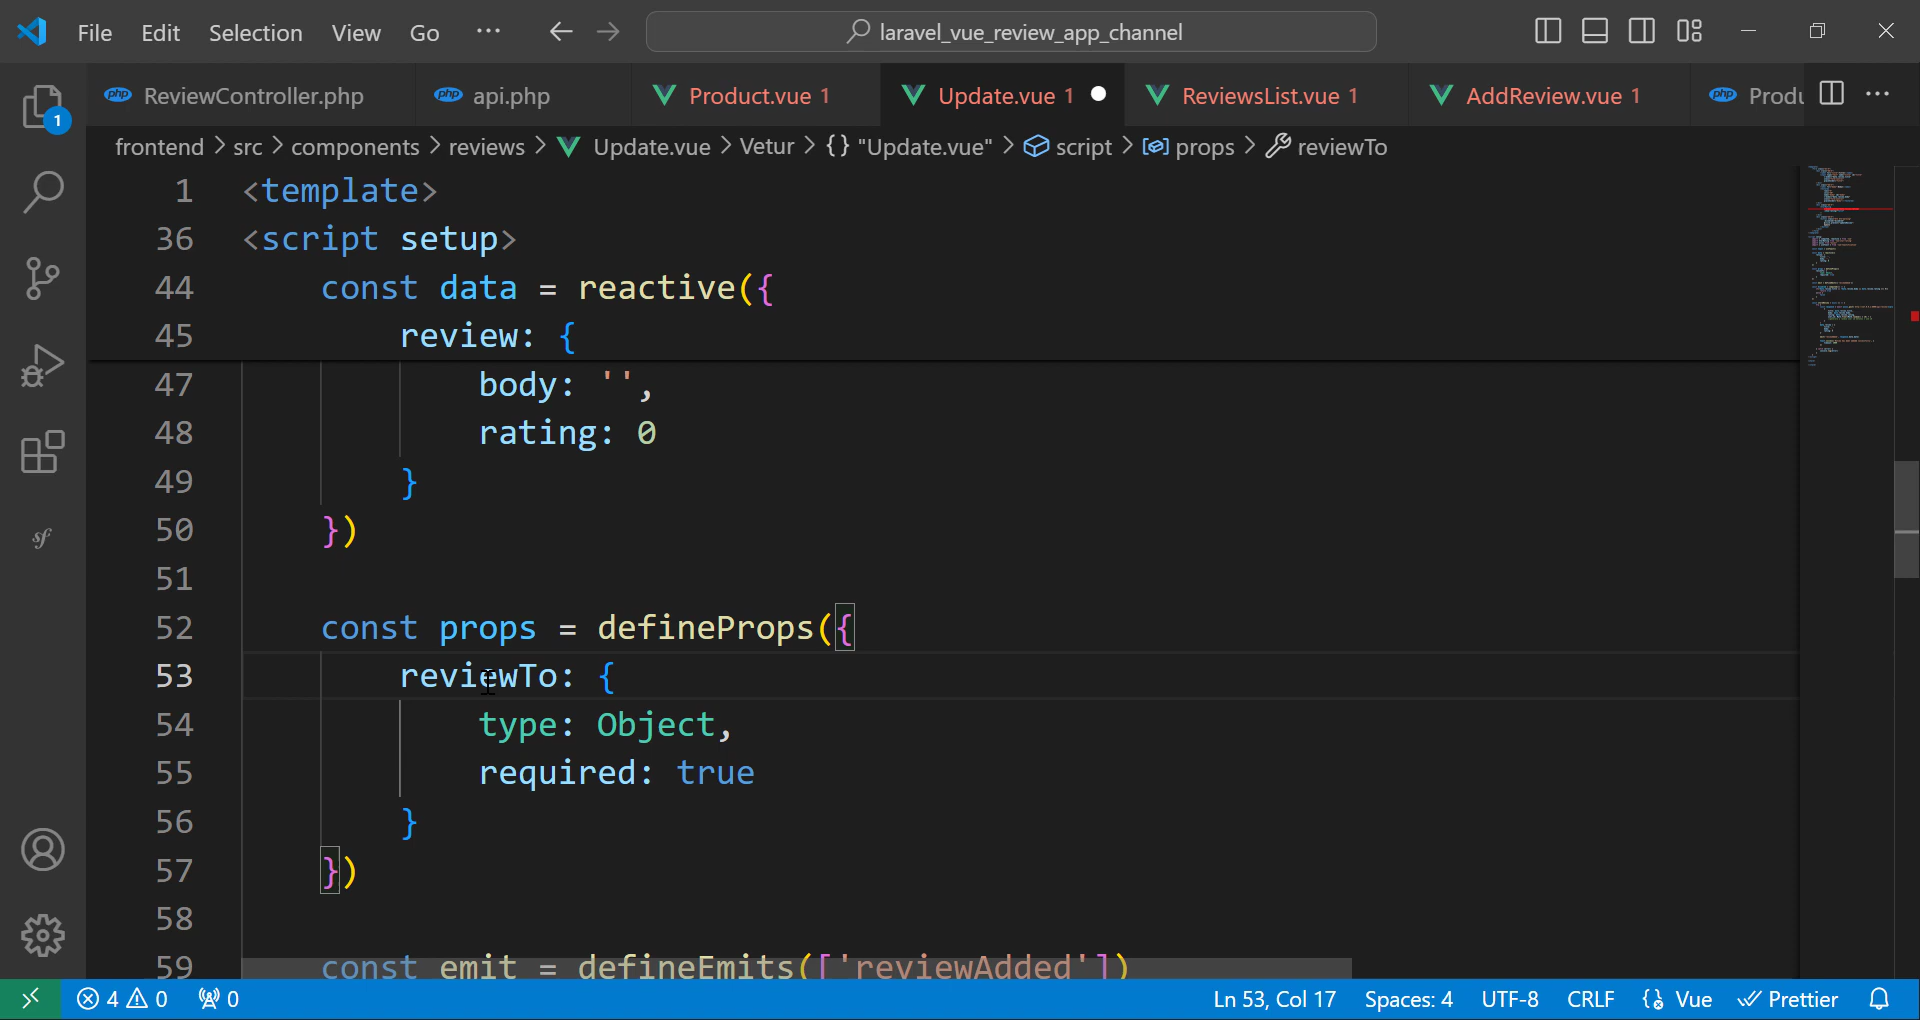 File Edit Selection View Go ··· laravel_vue_review_app_channel
ReviewController.php api.php Product.vue 1 Update.vue 1 ReviewsList.vue 1 AddReview.vue 1 Produ
frontend > src > components > reviews > Update.vue > Vetur > {} "Update.vue" > script > props > reviewTo
1 <template>
36 <script setup>
44 const data = reactive({
45 review: {
47 body: '',
48 rating: 0
49 }
50 })
51
52 const props = defineProps({
53 reviewTo: {
54 type: Object,
55 required: true
56 }
57 })
58
59 const emit = defineEmits(['reviewAdded'])
1
sf
4 0 0 Ln 53, Col 17 Spaces: 4 UTF-8 CRLF Vue Prettier